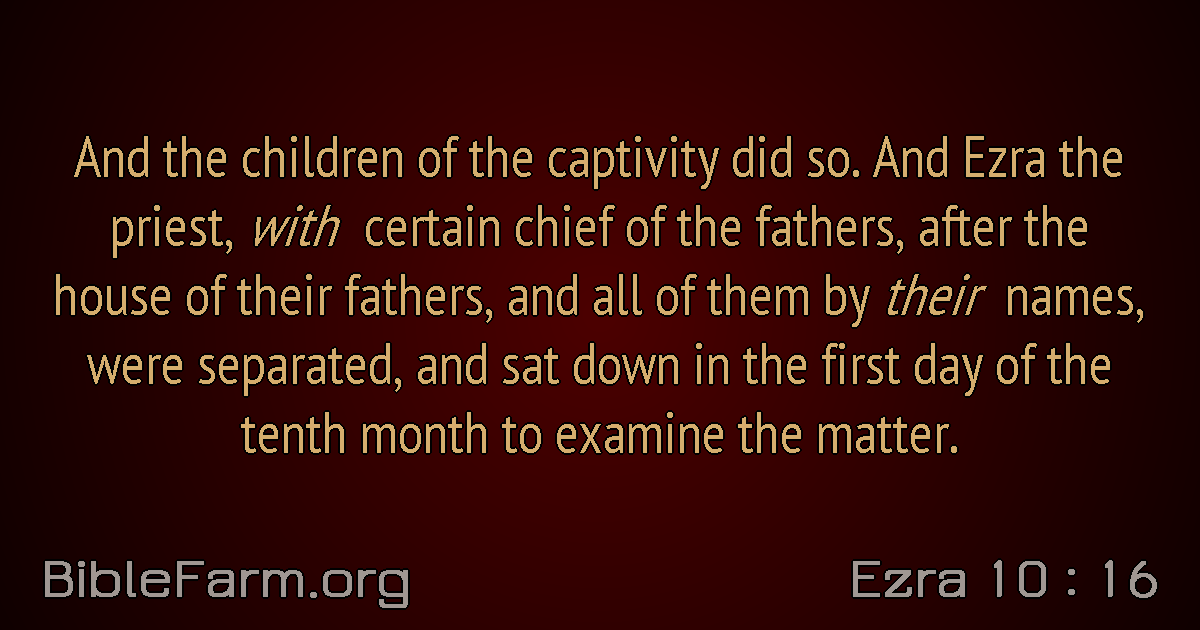 And the children of the captivity did so. And Ezra the
priest, with certain chief of the fathers, after the
house of their fathers, and all of them by their names,
were separated, and sat down in the first day of the
tenth month to examine the matter.
BibleFarm.org
Ezra 10 : 16